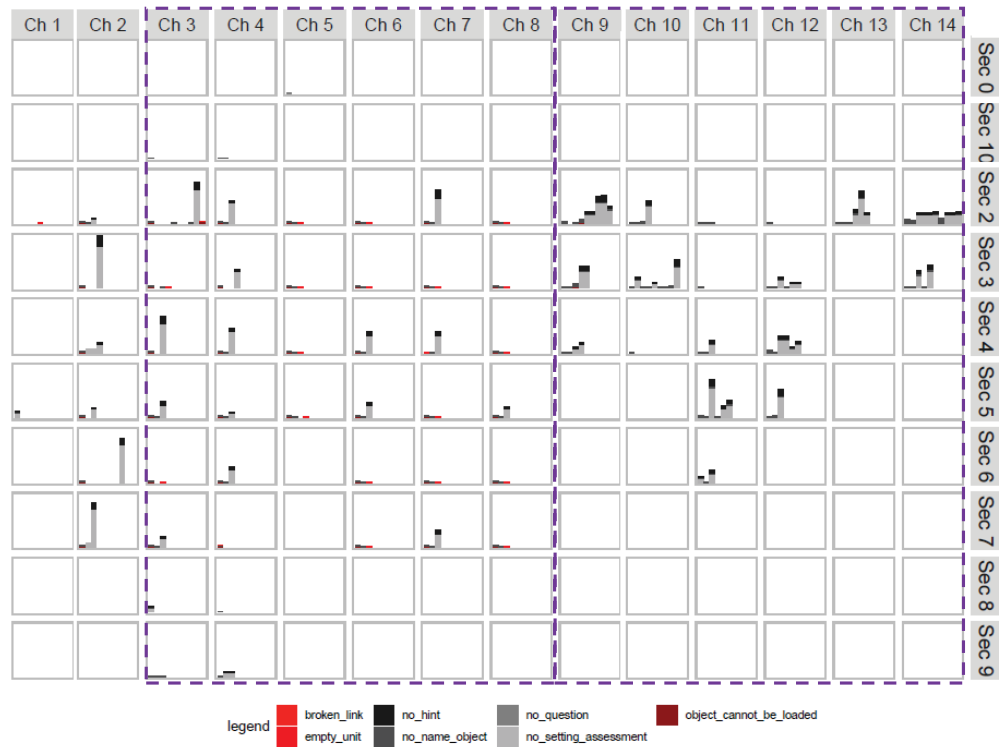 Ch 1 Ch 2 Ch 3 Ch 4 Ch 5 Ch 6 Ch 7 Ch 8 Ch 9 Ch 10 Ch 11 Ch 12 Ch 13 Ch 14
Sec 0
Sec 10
Sec 2
Sec 3
Sec 4
Sec 5
Sec 6
Sec 7
Sec 8
Sec 9
legend
broken_link no_hint no_question object_cannot_be_loaded
empty_unit no_name_object no_setting_assessment